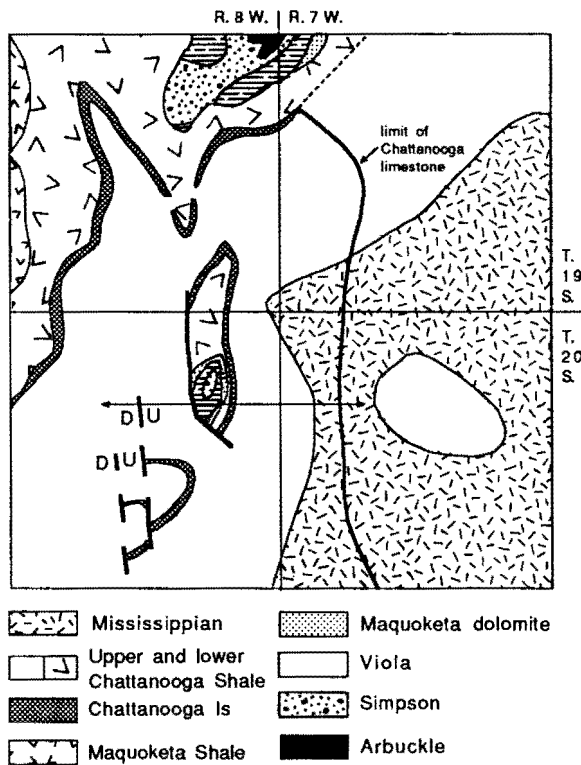 R. 8 W. R. 7 W.
limit of
Chattanooga
limestone
T.
19
S.
T.
20
S.
D U
D U
Mississippian
Upper and lower
Chattanooga Shale
Chattanooga ls
Maquoketa Shale
Maquoketa dolomite
Viola
Simpson
Arbuckle